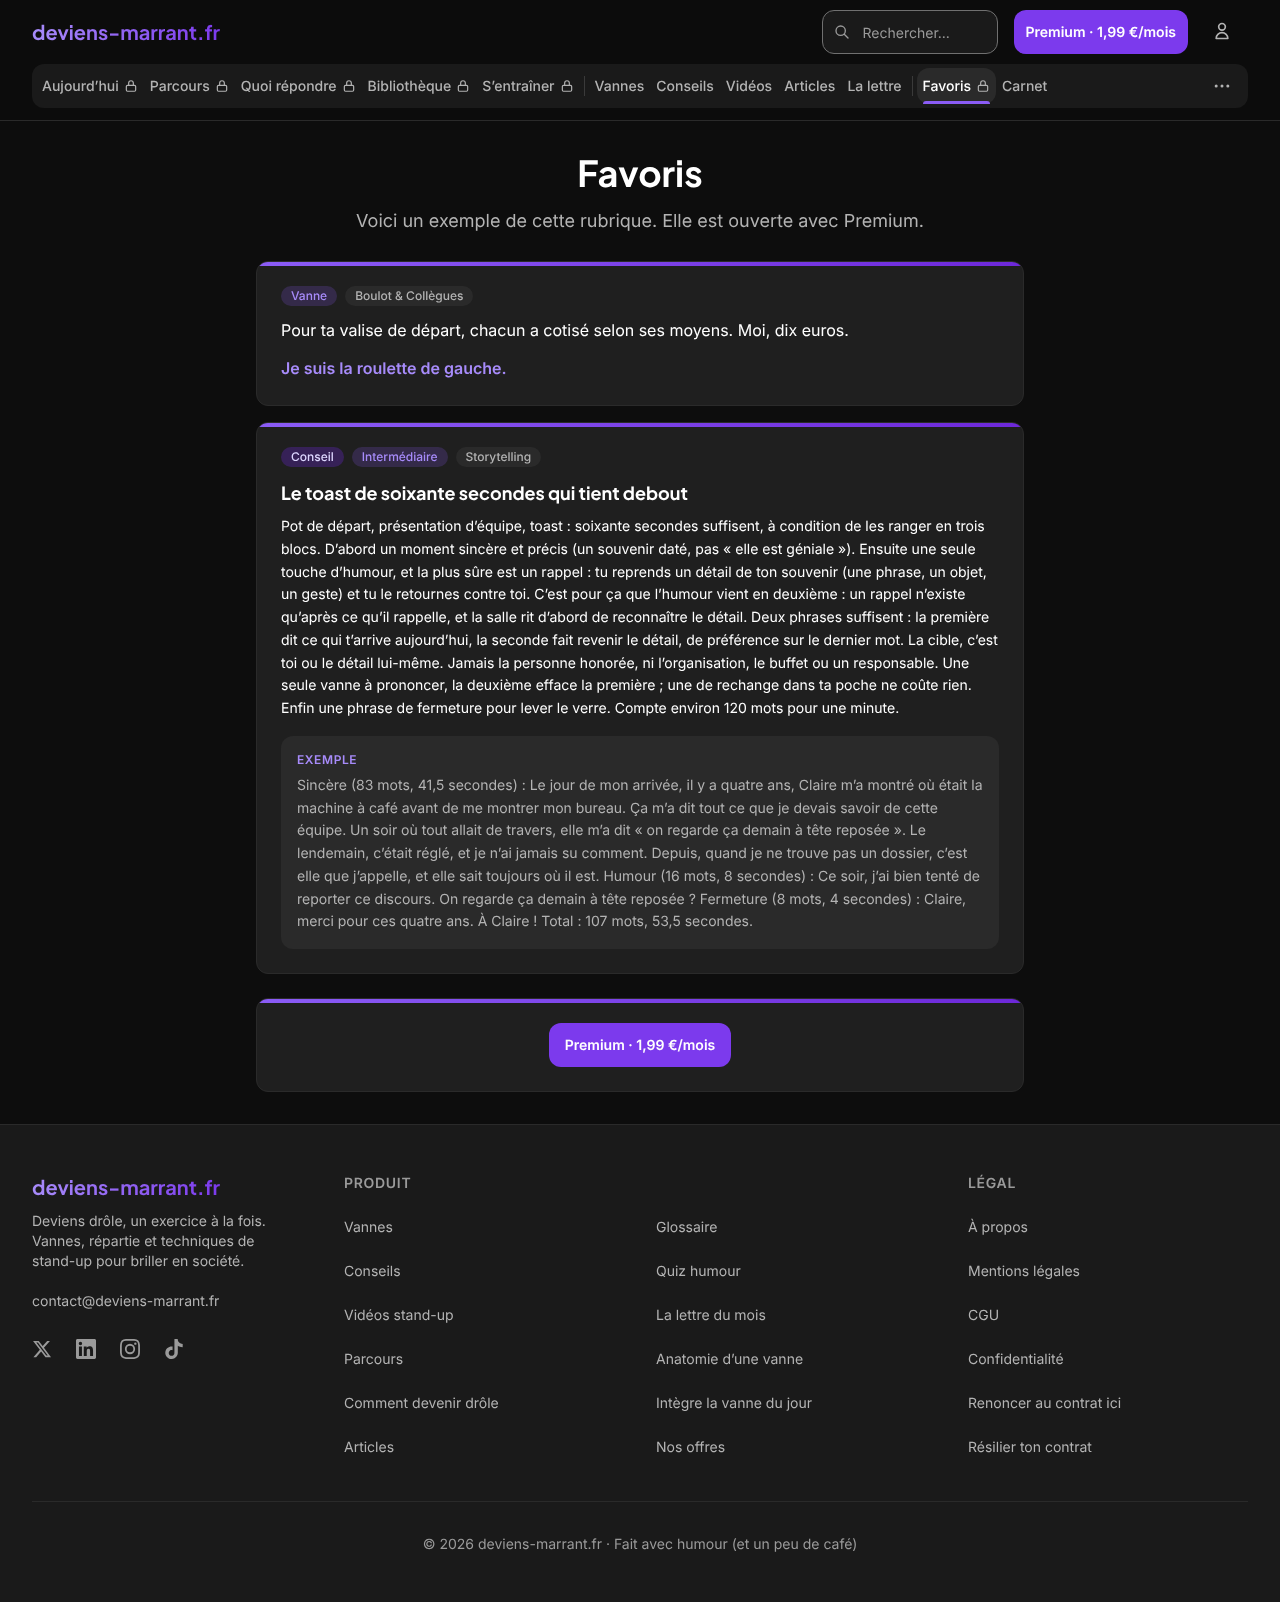 deviens-marrant.fr
Rechercher...
Premium · 1,99 €/mois
Aujourd’hui
Parcours
Quoi répondre
Bibliothèque
S’entraîner
Vannes
Conseils
Vidéos
Articles
La lettre
Favoris
Carnet
Favoris
Voici un exemple de cette rubrique. Elle est ouverte avec Premium.
Vanne
Boulot & Collègues
Pour ta valise de départ, chacun a cotisé selon ses moyens. Moi, dix euros.
Je suis la roulette de gauche.
Conseil
Intermédiaire
Storytelling
Le toast de soixante secondes qui tient debout
Pot de départ, présentation d’équipe, toast : soixante secondes suffisent, à condition de les ranger en trois
blocs. D’abord un moment sincère et précis (un souvenir daté, pas « elle est géniale »). Ensuite une seule
touche d’humour, et la plus sûre est un rappel : tu reprends un détail de ton souvenir (une phrase, un objet,
un geste) et tu le retournes contre toi. C’est pour ça que l’humour vient en deuxième : un rappel n’existe
qu’après ce qu’il rappelle, et la salle rit d’abord de reconnaître le détail. Deux phrases suffisent : la première
dit ce qui t’arrive aujourd’hui, la seconde fait revenir le détail, de préférence sur le dernier mot. La cible, c’est
toi ou le détail lui-même. Jamais la personne honorée, ni l’organisation, le buffet ou un responsable. Une
seule vanne à prononcer, la deuxième efface la première ; une de rechange dans ta poche ne coûte rien.
Enfin une phrase de fermeture pour lever le verre. Compte environ 120 mots pour une minute.
EXEMPLE
Sincère (83 mots, 41,5 secondes) : Le jour de mon arrivée, il y a quatre ans, Claire m’a montré où était la
machine à café avant de me montrer mon bureau. Ça m’a dit tout ce que je devais savoir de cette
équipe. Un soir où tout allait de travers, elle m’a dit « on regarde ça demain à tête reposée ». Le
lendemain, c’était réglé, et je n’ai jamais su comment. Depuis, quand je ne trouve pas un dossier, c’est
elle que j’appelle, et elle sait toujours où il est. Humour (16 mots, 8 secondes) : Ce soir, j’ai bien tenté de
reporter ce discours. On regarde ça demain à tête reposée ? Fermeture (8 mots, 4 secondes) : Claire,
merci pour ces quatre ans. À Claire ! Total : 107 mots, 53,5 secondes.
Premium · 1,99 €/mois
deviens-marrant.fr
Deviens drôle, un exercice à la fois.
Vannes, répartie et techniques de
stand-up pour briller en société.
contact@deviens-marrant.fr
PRODUIT
Vannes
Conseils
Vidéos stand-up
Parcours
Comment devenir drôle
Articles
Glossaire
Quiz humour
La lettre du mois
Anatomie d’une vanne
Intègre la vanne du jour
Nos offres
LÉGAL
À propos
Mentions légales
CGU
Confidentialité
Renoncer au contrat ici
Résilier ton contrat
© 2026 deviens-marrant.fr · Fait avec humour (et un peu de café)